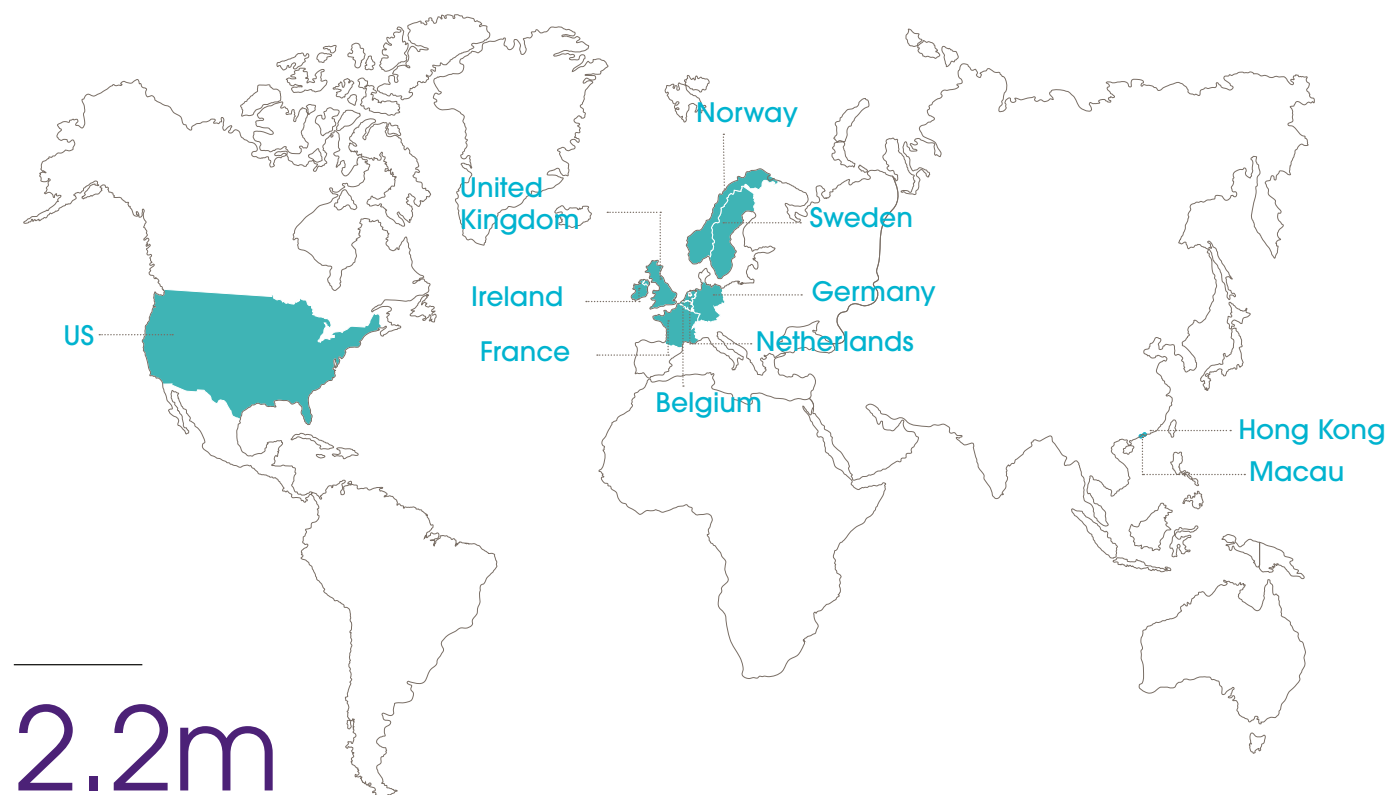 Norway
United
Kingdom
Sweden
Ireland
Germany
US
France
Netherlands
Belgium
Hong Kong
Macau
2.2m